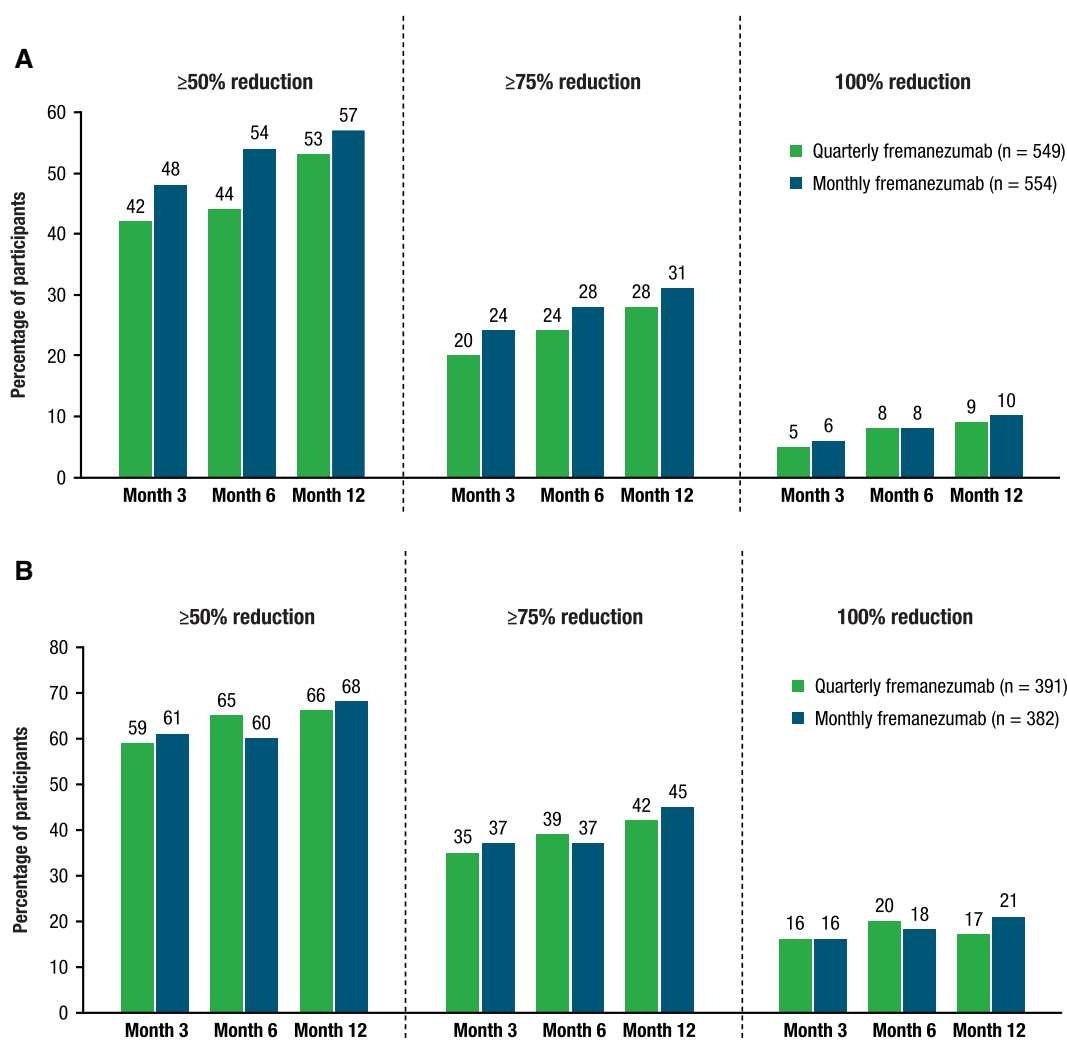 A
≥50% reduction
≥75% reduction
100% reduction
Quarterly fremanezumab (n = 549)
Monthly fremanezumab (n = 554)
Percentage of participants
60
50
40
30
20
10
0
42 48 44 54 53 57
20 24 24 28 28 31
5 6 8 8 9 10
Month 3 Month 6 Month 12
Month 3 Month 6 Month 12
Month 3 Month 6 Month 12
B
≥50% reduction
≥75% reduction
100% reduction
Quarterly fremanezumab (n = 391)
Monthly fremanezumab (n = 382)
Percentage of participants
80
70
60
50
40
30
20
10
0
59 61 65 60 66 68
35 37 39 37 42 45
16 16 20 18 17 21
Month 3 Month 6 Month 12
Month 3 Month 6 Month 12
Month 3 Month 6 Month 12